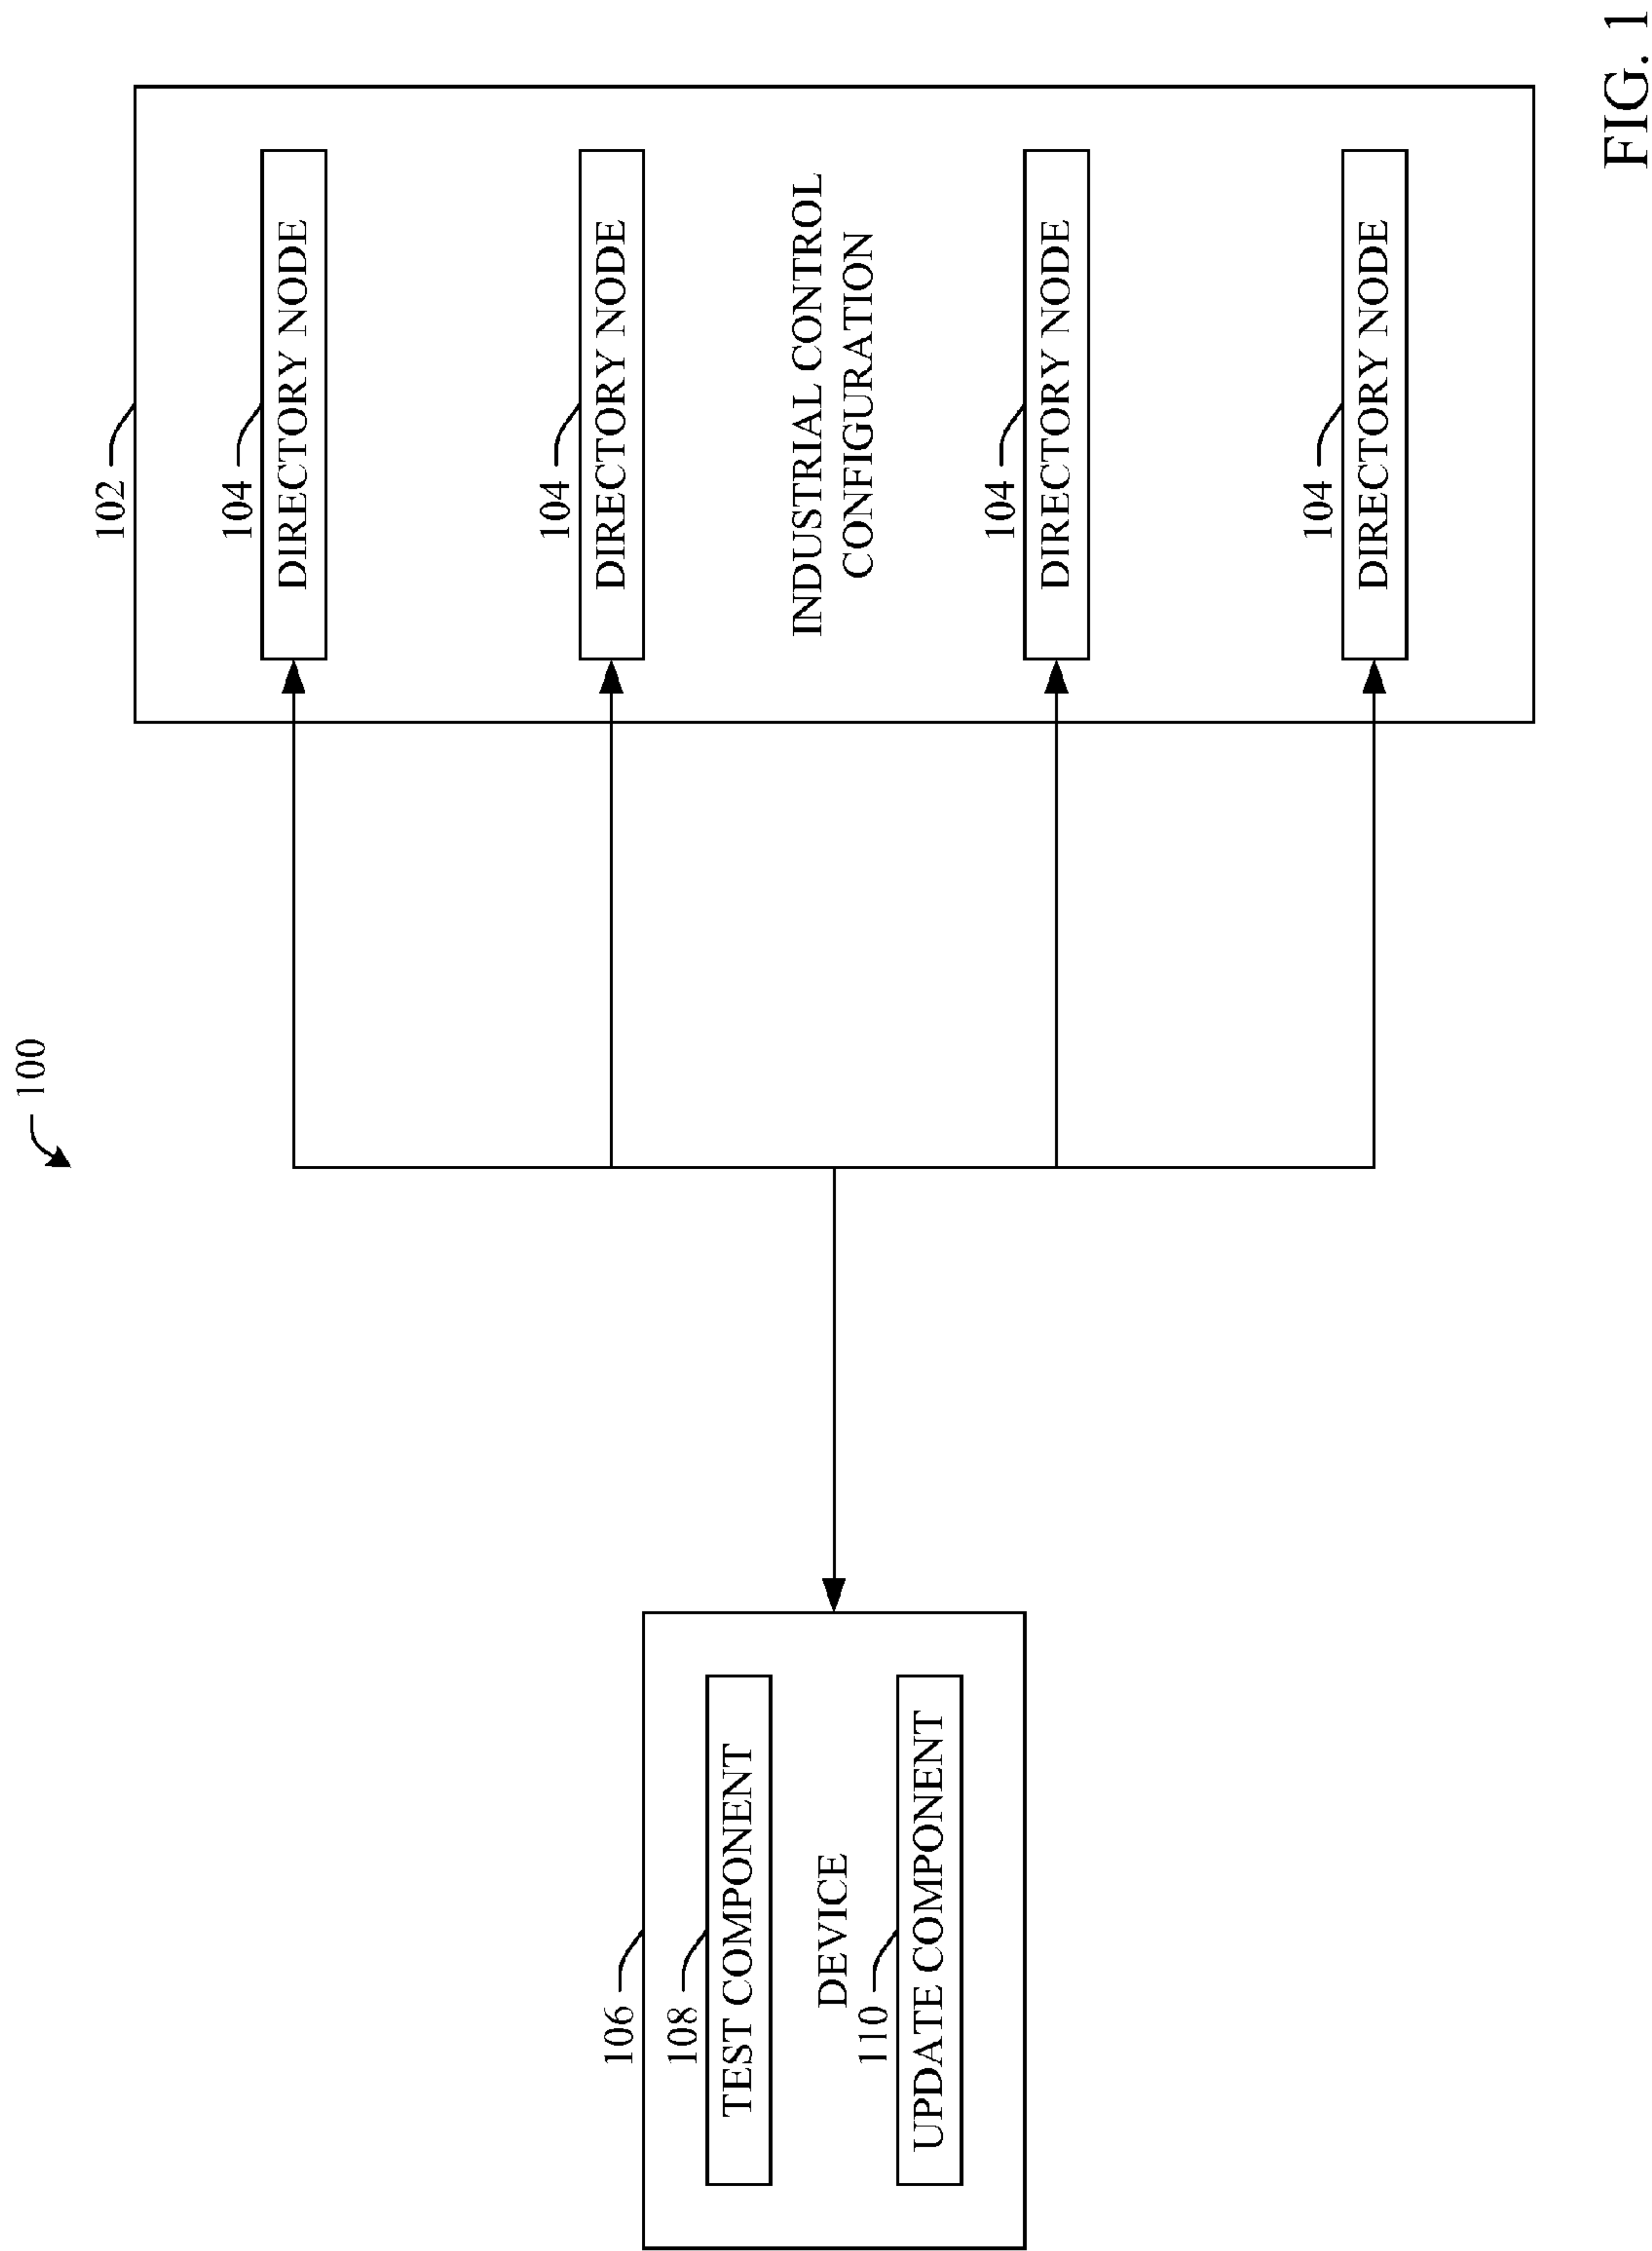 100
106
108
TEST COMPONENT
DEVICE
110
UPDATE COMPONENT
102
104
DIRECTORY NODE
104
DIRECTORY NODE
INDUSTRIAL CONTROL
CONFIGURATION
104
DIRECTORY NODE
104
DIRECTORY NODE
FIG. 1